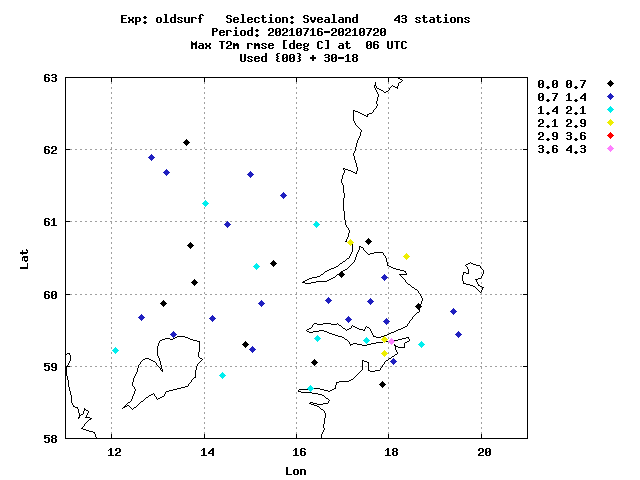 Exp: oldsurf   Selection: Svealand     43 stations
Period: 20210716-20210720
Max T2m rmse [deg C] at  06 UTC
Used {00} + 30-18
63
62
61
60
59
58
Lat
12
14
16
18
20
Lon
0.0 0.7
0.7 1.4
1.4 2.1
2.1 2.9
2.9 3.6
3.6 4.3